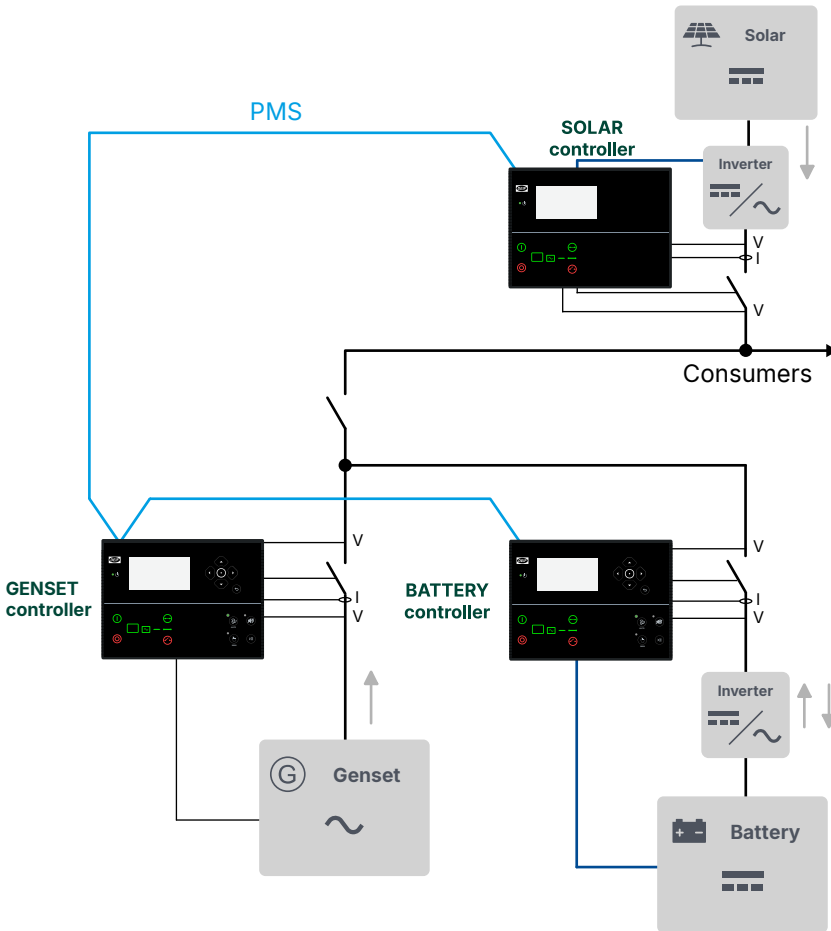 Solar
PMS
SOLAR
controller
Inverter
V
I
V
Consumers
V
GENSET
controller
I
V
BATTERY
controller
V
I
V
Inverter
G
Genset
Battery